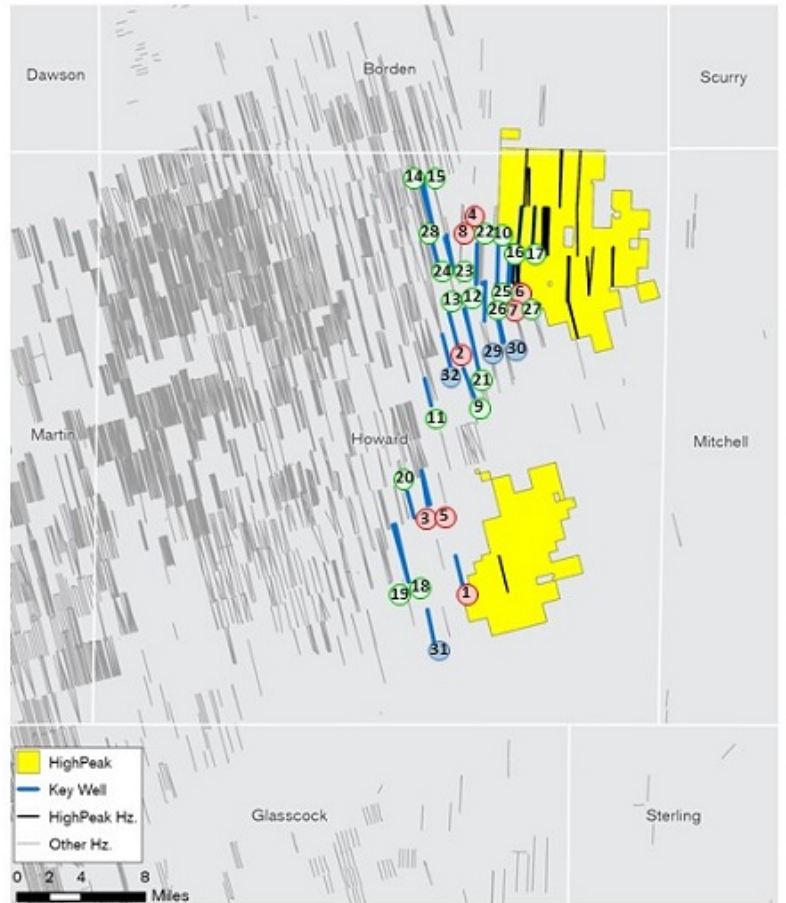 Borden
Dawson
Scurry
14 15
4
28 8 22 10
16 17
24 23
13 12 25 6
26 7 27
2 29 30
32 21
9
11
Martin Howard Mitchell
20
3 5
19 18 1
31
HighPeak
Key Well
HighPeak Hz.
Other Hz.
Glasscock
Sterling
0 2 4 8
Miles